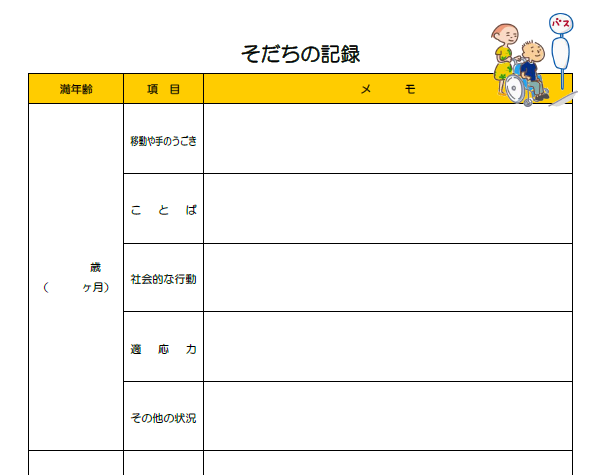 バス
そだちの記録
満年齢 項　目 メ　　モ
移動や手のうごき
こ　と　ば
歳
（　　ヶ月）
社会的な行動
適　応　力
その他の状況